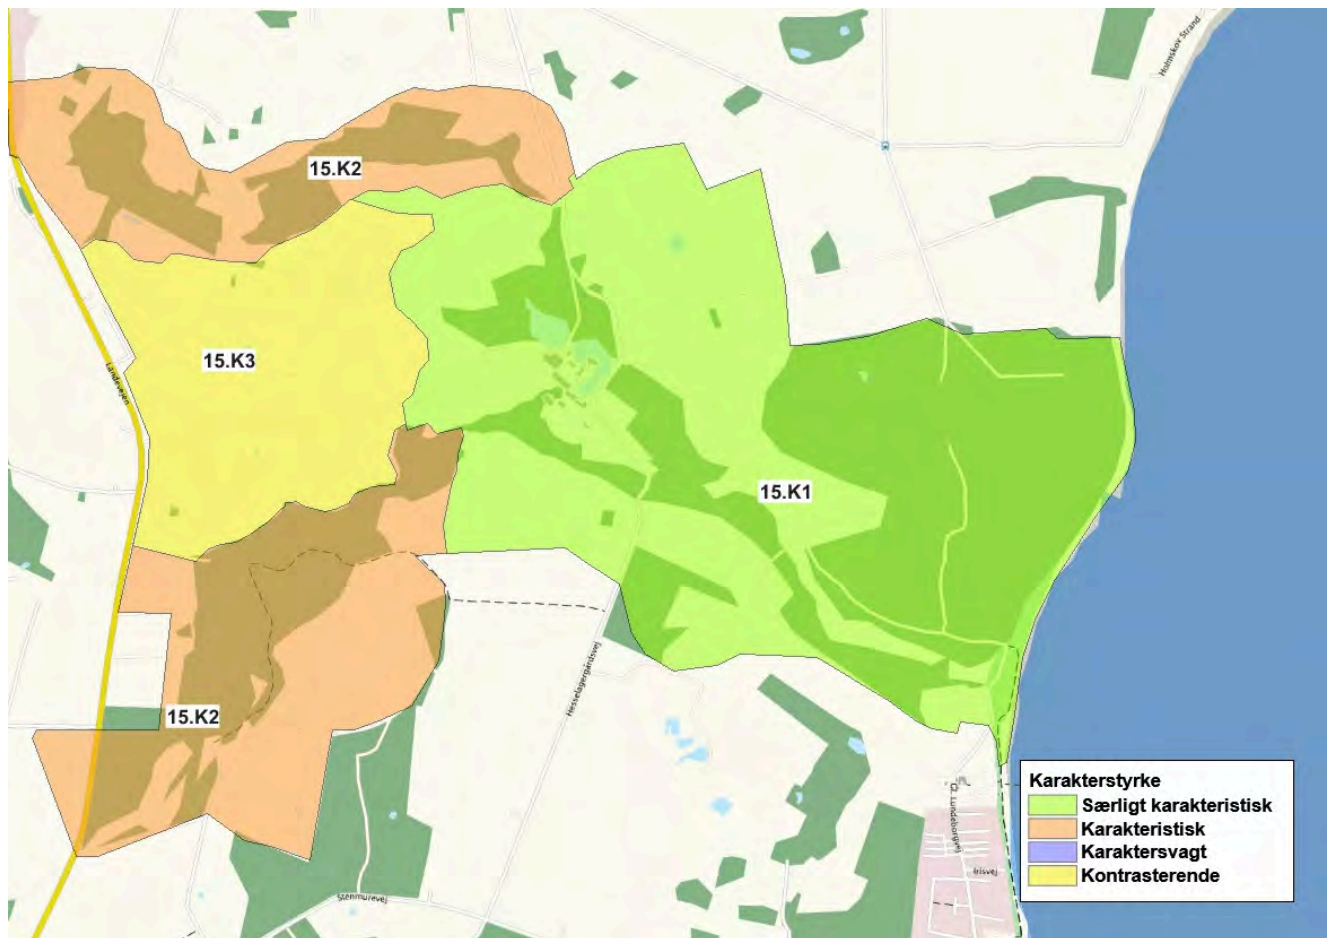 Holmskov Strand
15.K2
15.K3
Landevejen
15.K1
Hesselagergårdsvej
15.K2
Stenmurevej
Gl. Lundeborgvej
Irisvej
Karakterstyrke
Særligt karakteristisk
Karakteristisk
Karaktersvagt
Kontrasterende